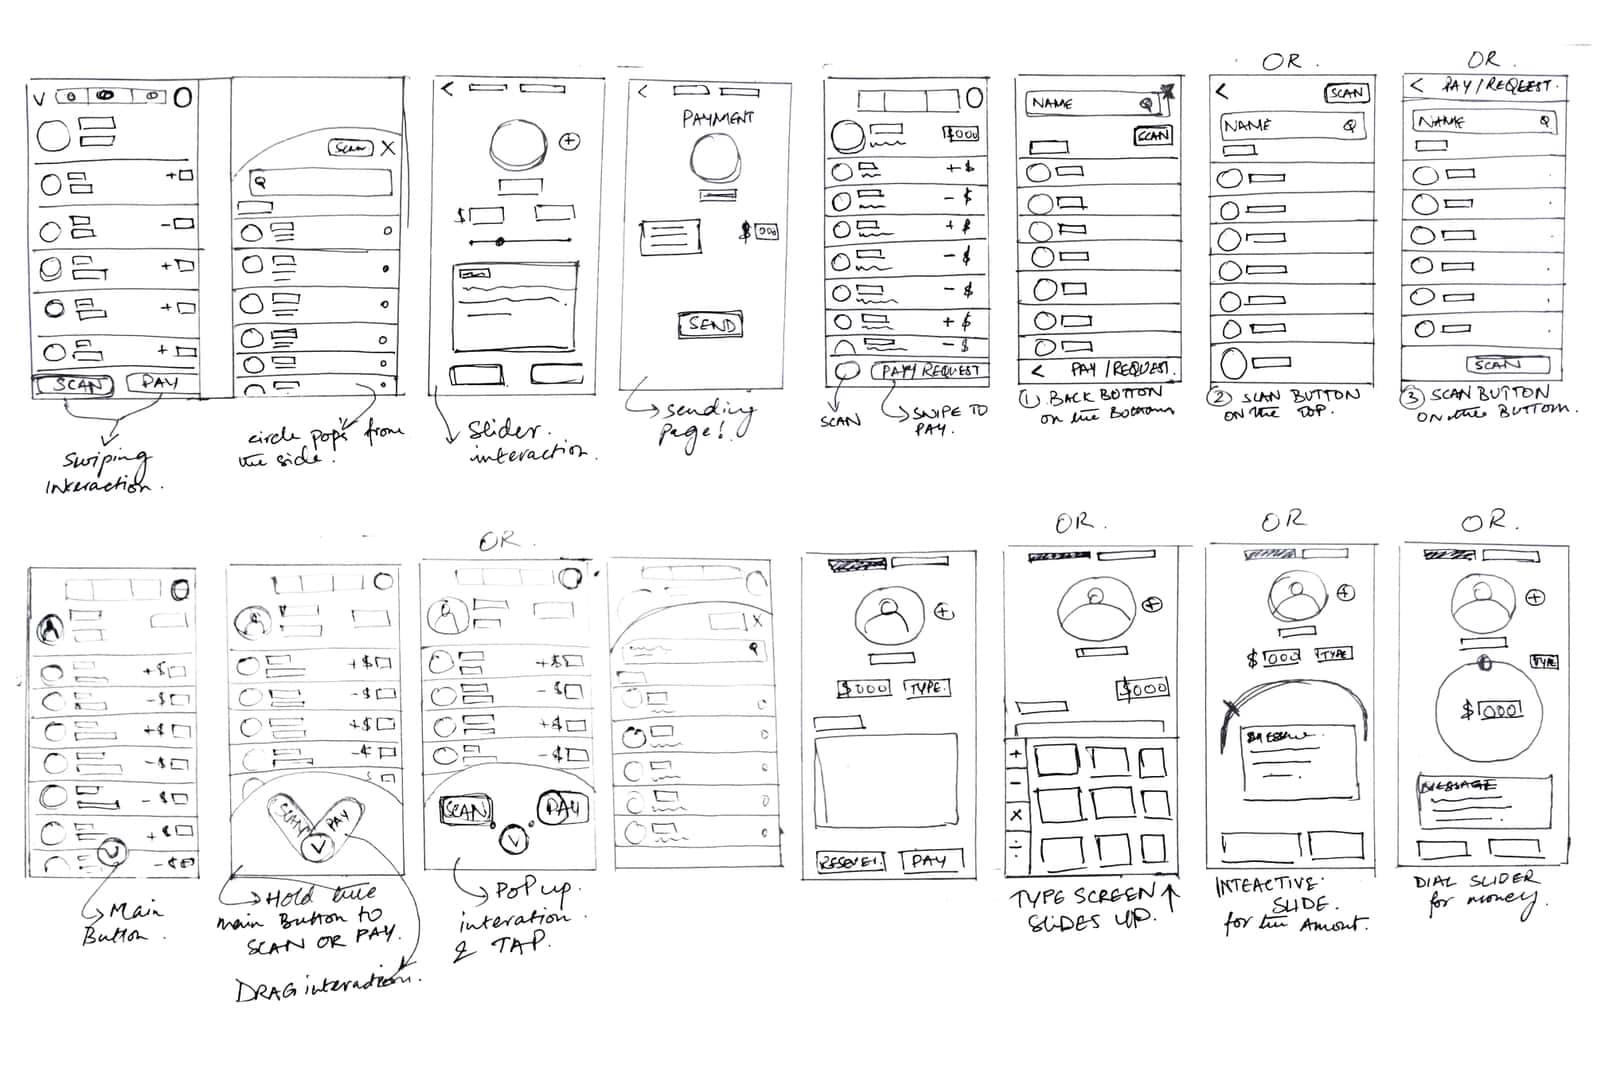 OR.
OR.
Scan X
SCAN
PAY
+
-
+
+
+
swiping
Interaction.
circle pops from
the side.
$
Slider.
interaction.
PAYMENT
$ 000
SEND
sending
page!
$000
+ $
- $
+ $
- $
- $
+ $
- $
PAY/REQUEST
SCAN
SWIPE TO
PAY.
NAME
SCAN
< PAY/REQUEST.
① BACK BUTTON
on the Bottom
<
SCAN
NAME
② SCAN BUTTON
ON the TOP.
< PAY/REQEEST.
NAME
SCAN
③ SCAN BUTTON
ON the BUTTOM.
OR.
OR.
OR
OR.
+$
-$
+$
-$
-$
+$
-$
Main
Button.
+$
-$
+$
-$
$
SCAN
PAY
Hold the
main Button to
SCAN OR PAY.
DRAG interaction.
+$
-$
+$
-$
SCAN
PAY
POP up.
interation
& TAP.
X
$000 TYPE.
PAY
$000
+
-
X
÷
TYPE SCREEN
SLIDES UP.
$ 000 TYPE
INTEACTIVE.
SLIDE.
for the Amount.
TYPE
$ 000
MESSAGE
DIAL SLIDER
for money.